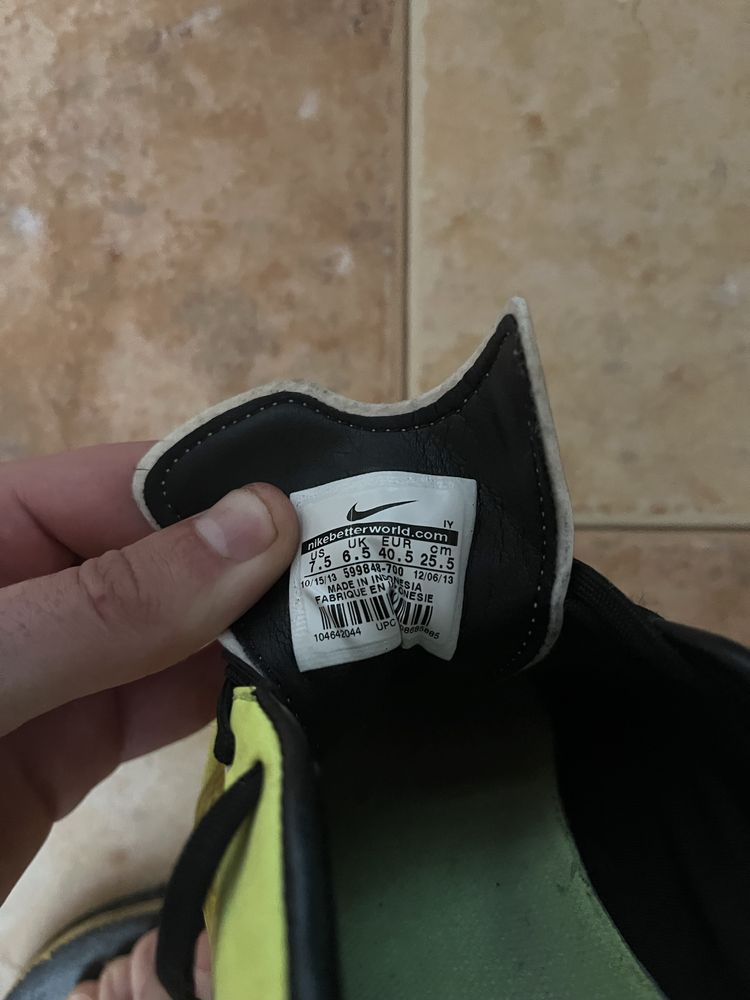 IY
nikebetterworld.com
US UK EUR cm
7.5 6.5 40.5 25.5
10/15/13 599848-700 12/06/13
MADE IN INDONESIA
FABRIQUE EN
104642044 UPC